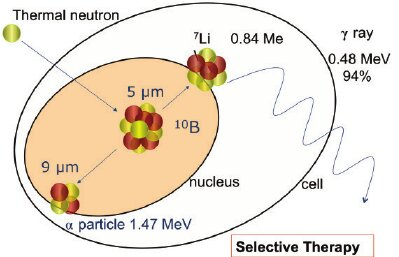 Thermal neutron
⁷Li
0.84 Me
γ ray
0.48 MeV
94%
5 µm
¹⁰B
9 µm
nucleus
cell
α particle 1.47 MeV
Selective Therapy